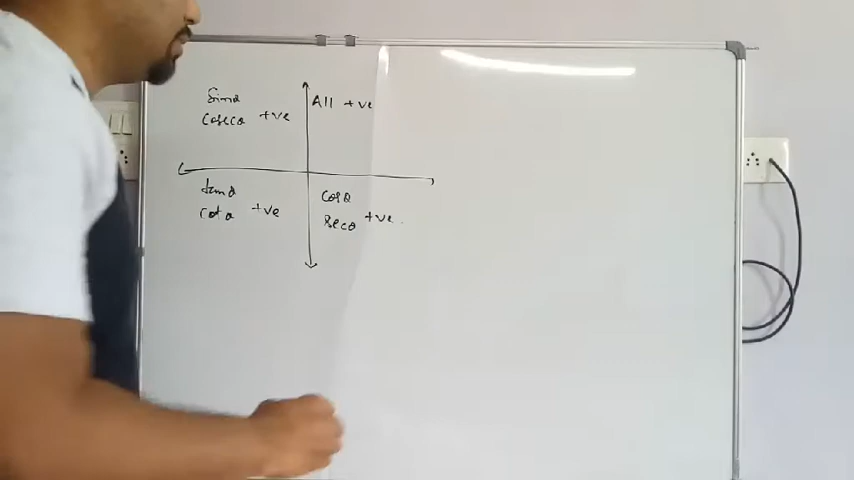 Sinθ
Cosecθ +ve
All +ve
tanθ
cotθ +ve
cosθ
secθ +ve